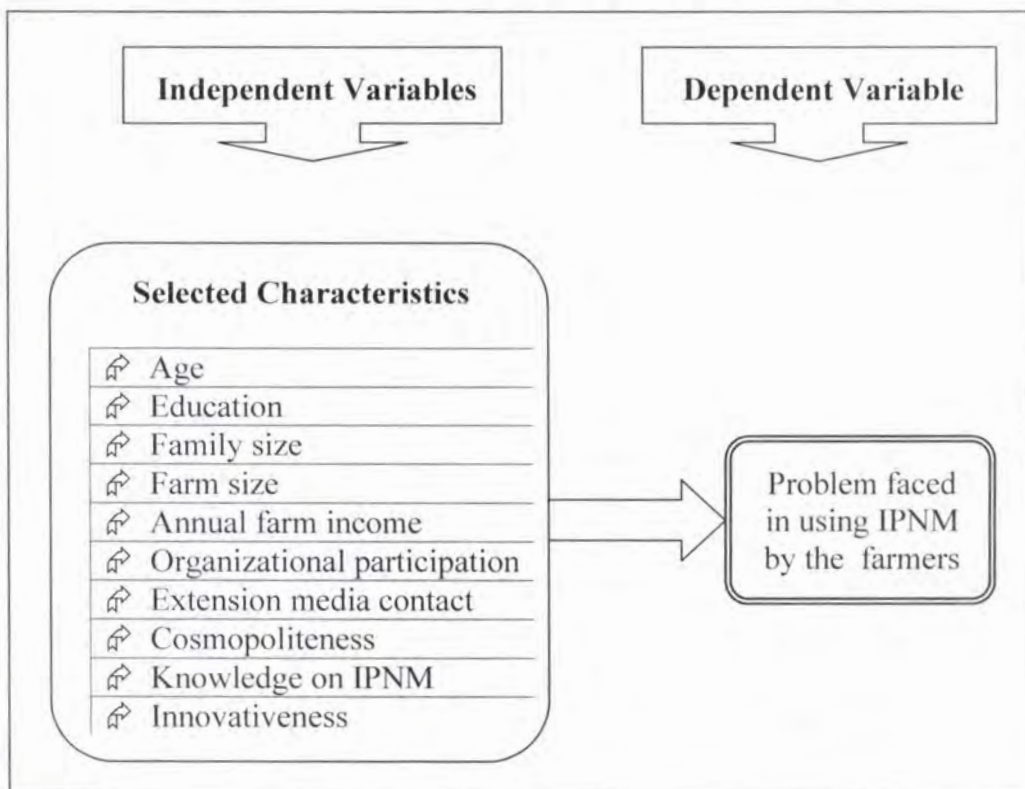 Independent Variables
Dependent Variable
Selected Characteristics
Age
Education
Family size
Farm size
Annual farm income
Organizational participation
Extension media contact
Cosmopoliteness
Knowledge on IPNM
Innovativeness
Problem faced
in using IPNM
by the farmers